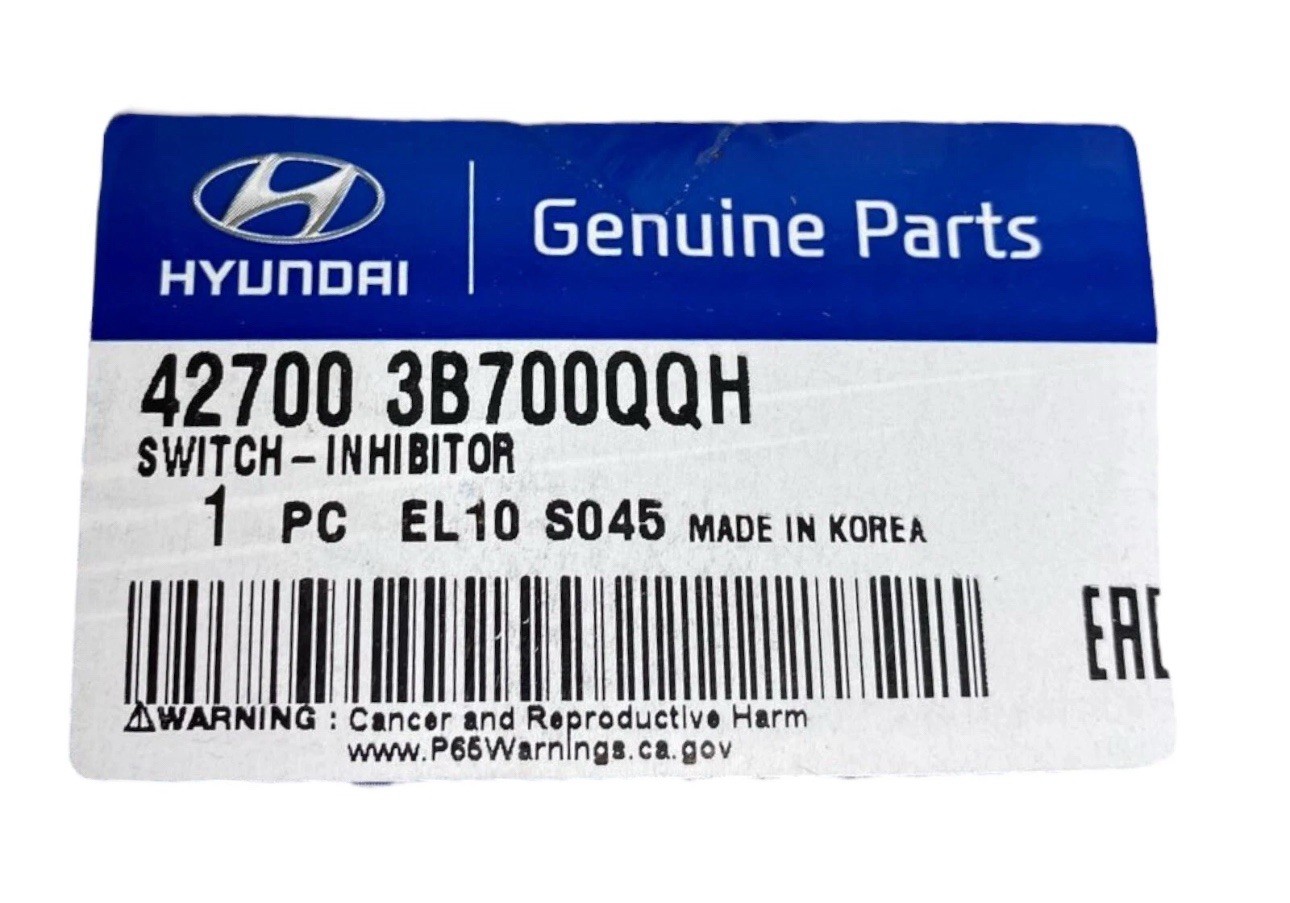 HYUNDAI
Genuine Parts
42700 3B700QQH
SWITCH-INHIBITOR
1 PC EL10 S045 MADE IN KOREA
EAC
⚠WARNING : Cancer and Reproductive Harm
www.P65Warnings.ca.gov